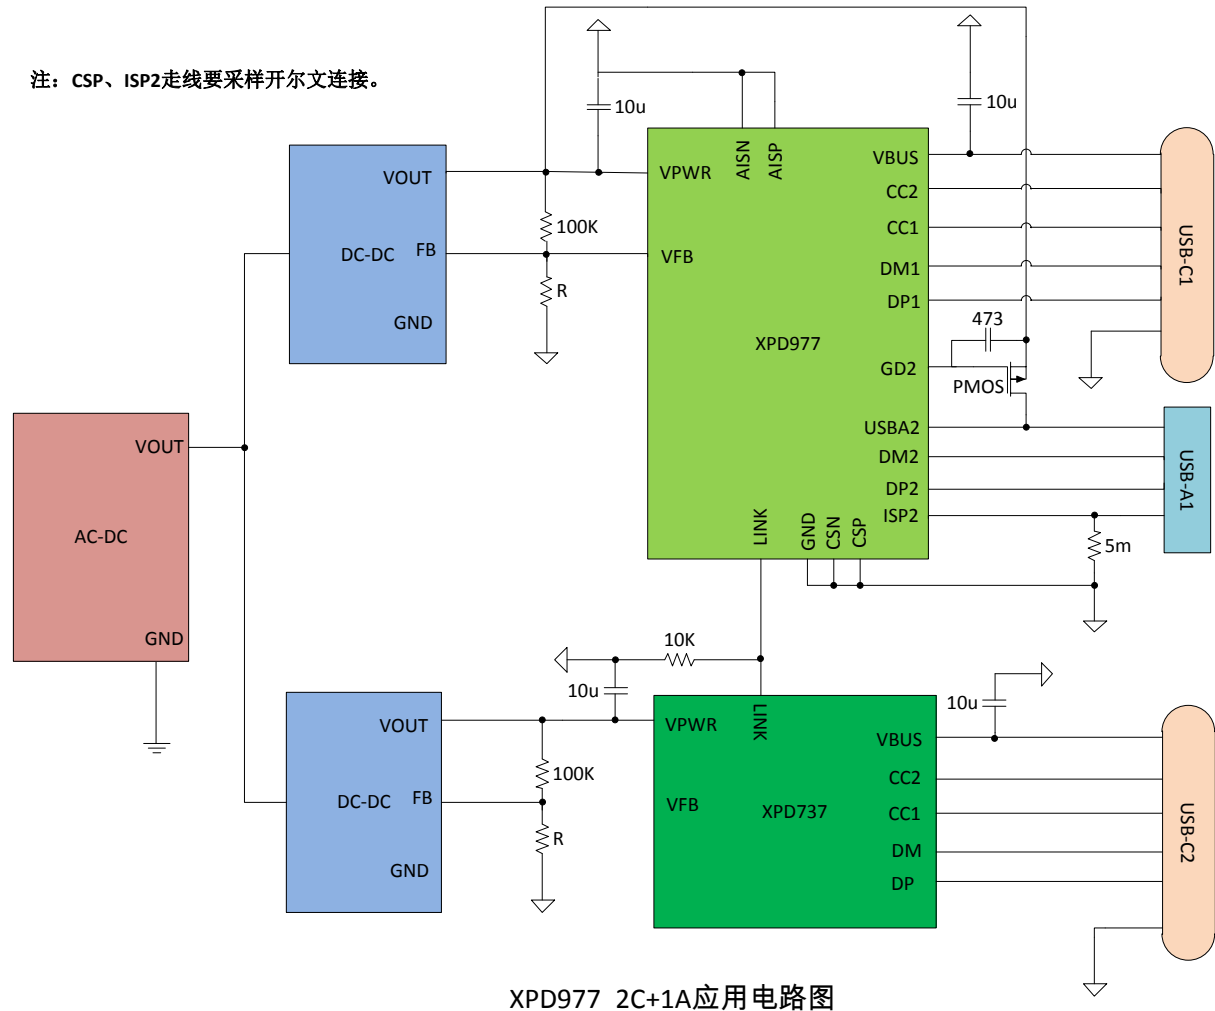 注：CSP、ISP2走线要采样开尔文连接。
10u
10u
AISN
AISP
VOUT
FB
DC-DC
GND
100K
R
VPWR
VFB
XPD977
VBUS
CC2
CC1
DM1
DP1
GD2
USBA2
DM2
DP2
ISP2
LINK
GND
CSN
CSP
473
PMOS
USB-C1
USB-A1
5m
VOUT
AC-DC
GND
10K
10u
10u
VOUT
FB
DC-DC
GND
100K
R
VPWR
LINK
VFB
XPD737
VBUS
CC2
CC1
DM
DP
USB-C2
XPD977 2C+1A应用电路图